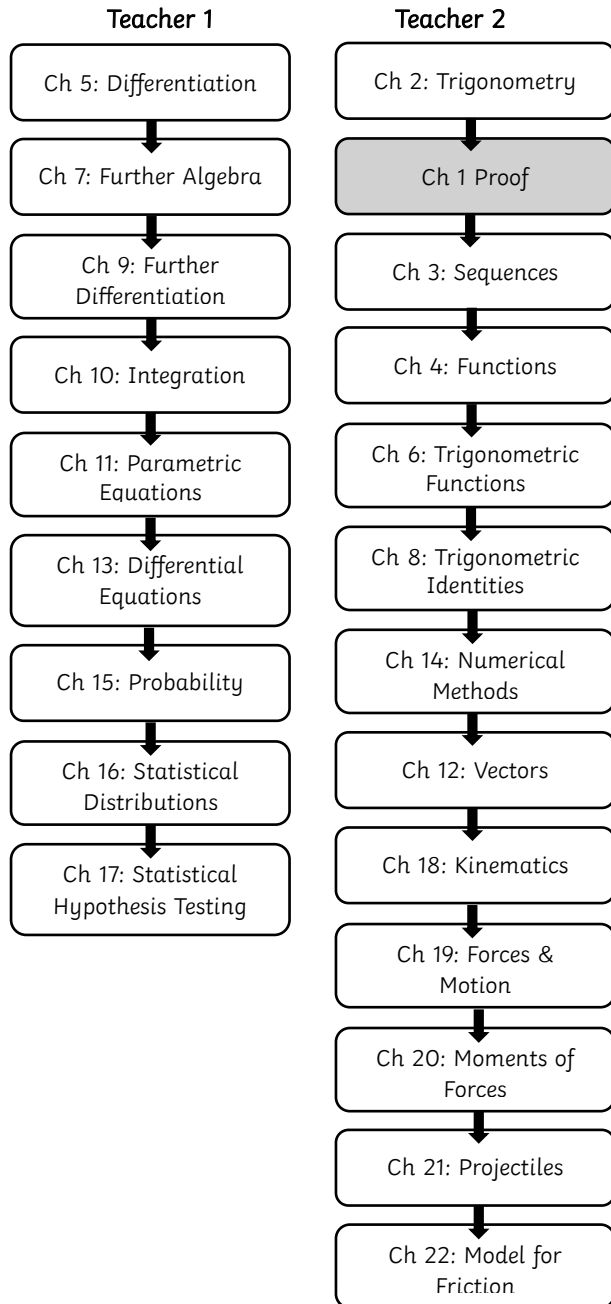 Teacher 1
Ch 5: Differentiation
Ch 7: Further Algebra
Ch 9: Further
Differentiation
Ch 10: Integration
Ch 11: Parametric
Equations
Ch 13: Differential
Equations
Ch 15: Probability
Ch 16: Statistical
Distributions
Ch 17: Statistical
Hypothesis Testing
Teacher 2
Ch 2: Trigonometry
Ch 1 Proof
Ch 3: Sequences
Ch 4: Functions
Ch 6: Trigonometric
Functions
Ch 8: Trigonometric
Identities
Ch 14: Numerical
Methods
Ch 12: Vectors
Ch 18: Kinematics
Ch 19: Forces &
Motion
Ch 20: Moments of
Forces
Ch 21: Projectiles
Ch 22: Model for
Friction